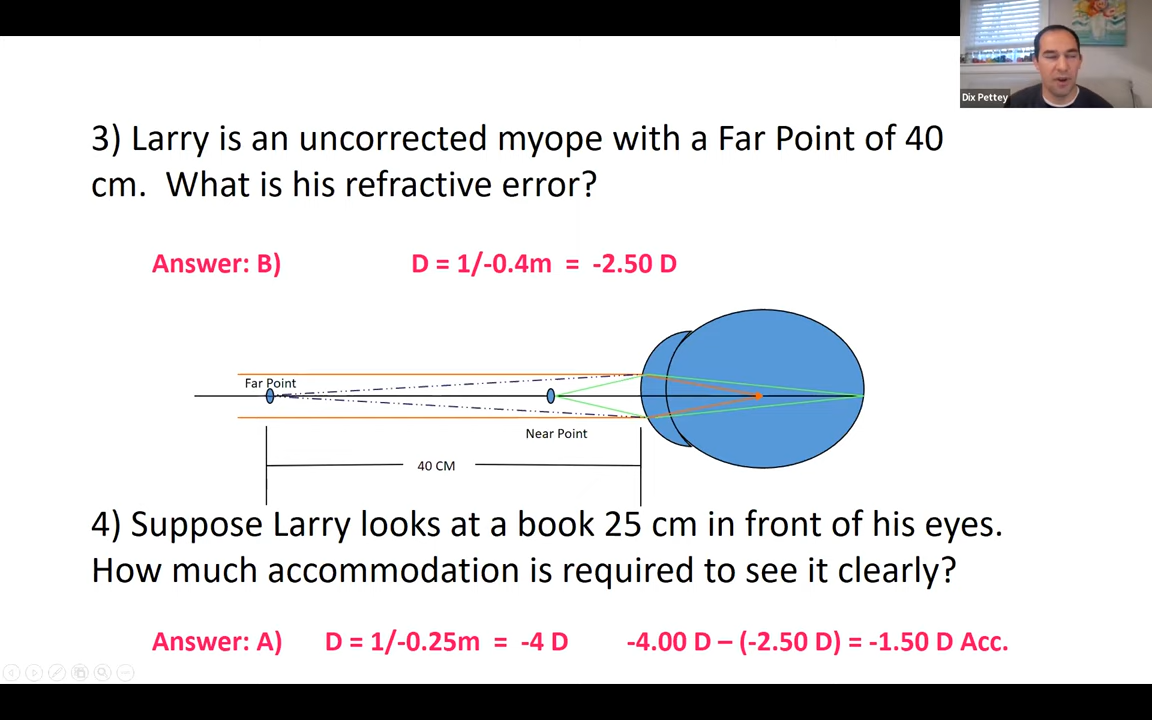 Dix Pettey
3) Larry is an uncorrected myope with a Far Point of 40
cm. What is his refractive error?
Answer: B) D = 1/-0.4m = -2.50 D
Far Point
Near Point
40 CM
4) Suppose Larry looks at a book 25 cm in front of his eyes.
How much accommodation is required to see it clearly?
Answer: A) D = 1/-0.25m = -4 D -4.00 D – (-2.50 D) = -1.50 D Acc.